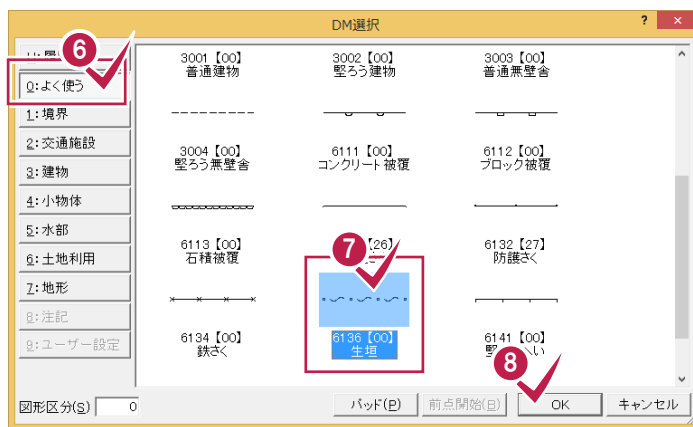 DM選択
? ×
6
0:よく使う
1:境界
2:交通施設
3:建物
4:小物体
5:水部
6:土地利用
7:地形
8:注記
9:ユーザー設定
図形区分(S) 0
3001【00】
普通建物
3002【00】
堅ろう建物
3003【00】
普通無壁舎
3004【00】
堅ろう無壁舎
6111【00】
コンクリート被覆
6112【00】
ブロック被覆
6113【00】
石積被覆
7
【26】
6132【27】
防護さく
6134【00】
鉄さく
6136【00】
生垣
6141【00】
8
パッド(P)
前点開始(B)
OK
キャンセル